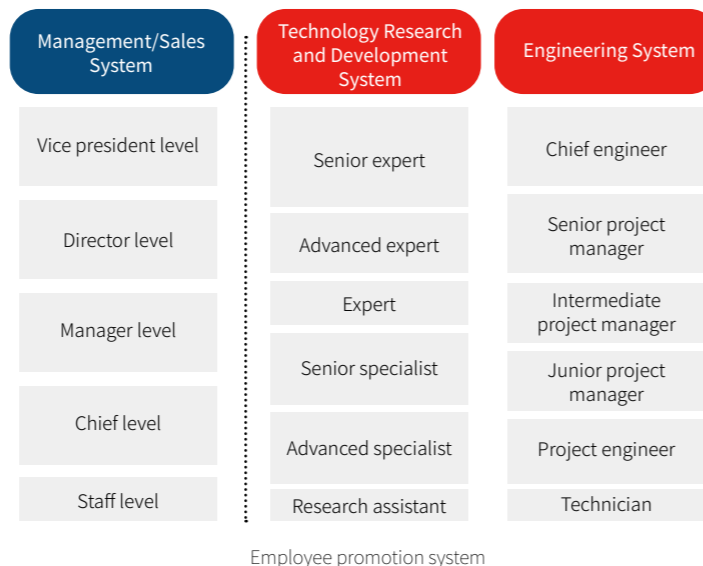 Management/Sales
System
Vice president level
Director level
Manager level
Chief level
Staff level
Technology Research
and Development
System
Senior expert
Advanced expert
Expert
Senior specialist
Advanced specialist
Research assistant
Engineering System
Chief engineer
Senior project
manager
Intermediate
project manager
Junior project
manager
Project engineer
Technician
Employee promotion system